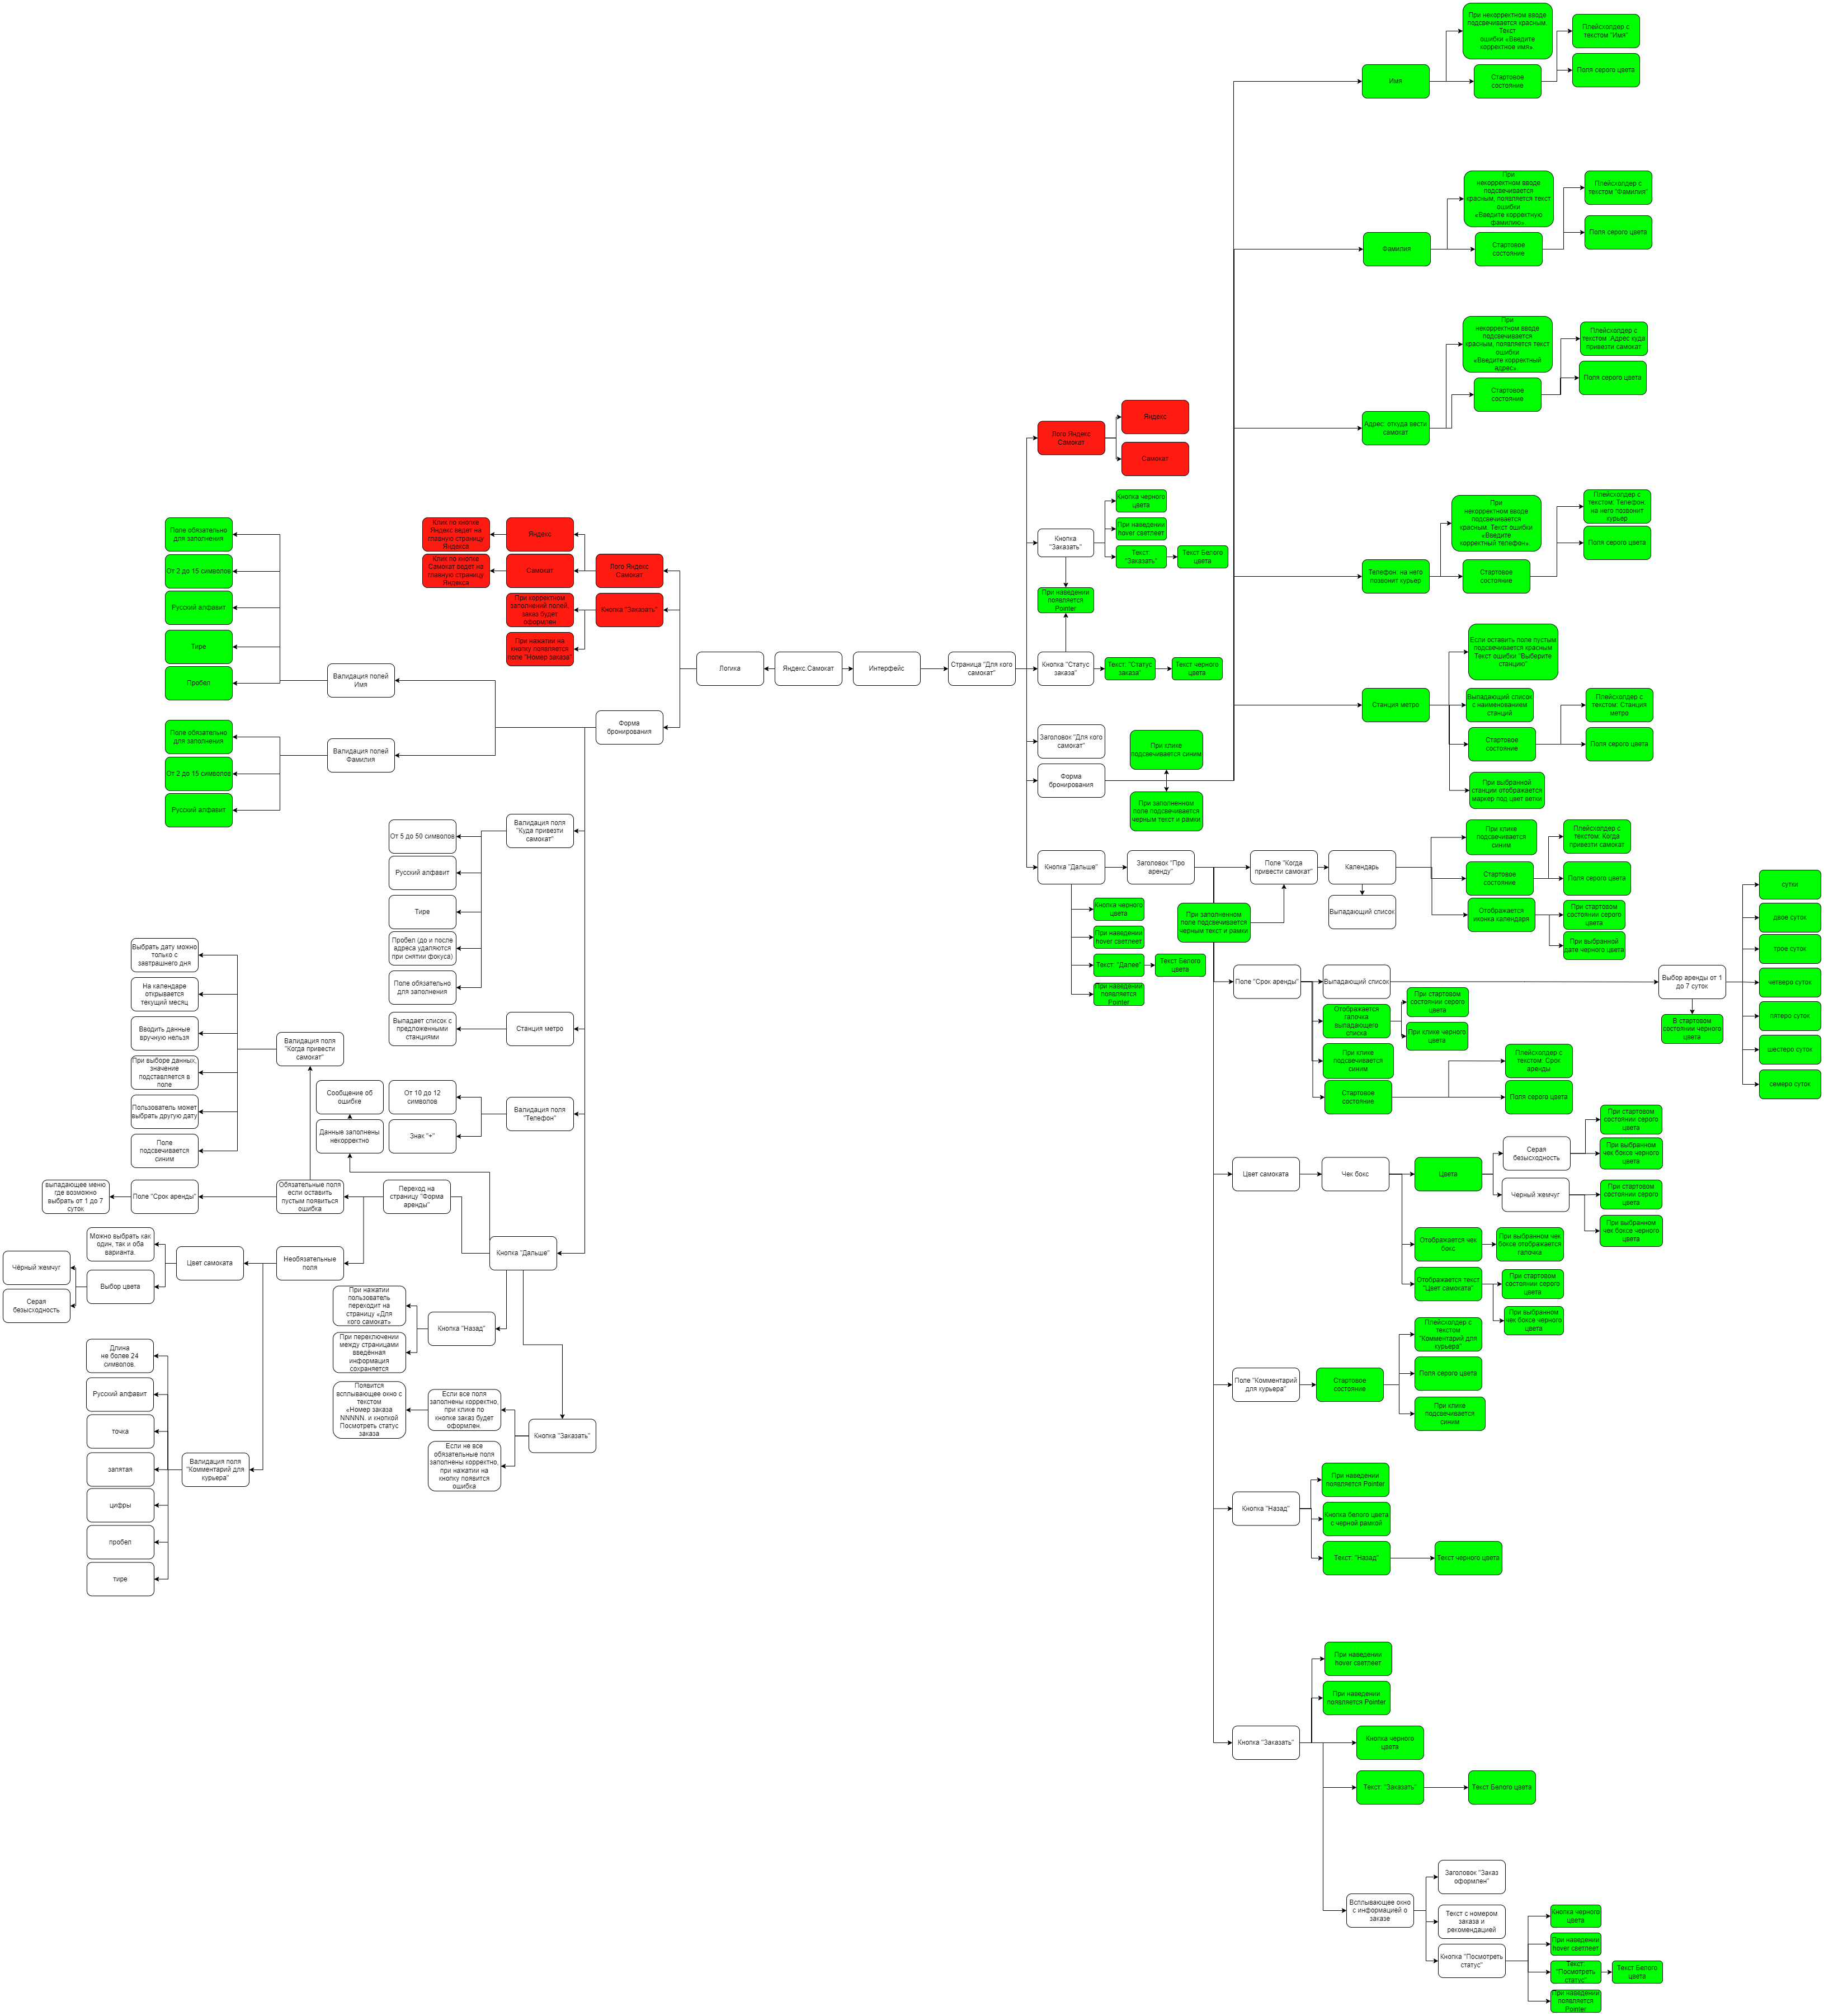 При некорректном вводе
подсвечивается красным.
Текст
ошибки «Введите
корректное имя».
Плейсхолдер с
текстом "Имя"
Поля серого цвета
Имя
Стартовое
состояние
При
некорректном вводе
подсвечивается
красным, появляется текст
ошибки
«Введите корректную
фамилию».
Плейсхолдер с
текстом "Фамилия"
Поля серого цвета
Фамилия
Стартовое
состояние
При
некорректном вводе
подсвечивается
красным, появляется текст
ошибки
«Введите корректный
адрес».
Плейсхолдер с
текстом :Адрес куда
привезти самокат
Поля серого цвета
Стартовое
состояние
Адрес: откуда вести
самокат
Лого Яндекс
Самокат
Яндекс
Самокат
Кнопка
"Заказать"
Кнопка черного
цвета
При наведении
hover светлеет
Текст:
"Заказать"
Текст Белого
цвета
При наведении
появляется
Pointer
При
некорректном вводе
подсвечивается
красным. Текст ошибки
«Введите
корректный телефон».
Плейсхолдер с
текстом: Телефон:
на него позвонит
курьер
Поля серого цвета
Телефон: на него
позвонит курьер
Стартовое
состояние
Поле обязательно
для заполнения
От 2 до 15 символов
Русский алфавит
Тире
Пробел
Валидация полей
Имя
Клик по кнопке
Яндекс ведет на
главную страницу
Яндекса
Яндекс
Клик по кнопке
Самокат ведет на
главную страницу
Яндекса
Самокат
Лого Яндекс
Самокат
При корректном
заполнений полей,
заказ будет
оформлен
Кнопка "Заказать"
При нажатии на
кнопку появляется
поле "Номер заказа"
Логика
Яндекс.Самокат
Интерфейс
Страница "Для кого
самокат"
Кнопка "Статус
заказа"
Текст: "Статус
заказа"
Текст черного
цвета
Если оставить поле пустым
подсвечивается красным
Текст ошибки "Выберите
станцию"
Станция метро
Выпадающий список
с наименованием
станций
Стартовое
состояние
Плейсхолдер с
текстом: Станция
метро
Поля серого цвета
При выбранной
станции отображается
маркер под цвет ветки
Поле обязательно
для заполнения
От 2 до 15 символов
Русский алфавит
Валидация полей
Фамилия
Форма
бронирования
Заголовок "Для кого
самокат"
Форма
бронирования
При клике
подсвечивается синим
При заполненном
поле подсвечивается
черным текст и рамки
От 5 до 50 символов
Русский алфавит
Тире
Пробел (до и после
адреса удаляются
при снятии фокуса)
Поле обязательно
для заполнения
Валидация поля
"Куда привезти
самокат"
Выпадает список с
предложенными
станциями
Станция метро
Кнопка "Дальше"
Заголовок "Про
аренду"
Кнопка черного
цвета
При наведении
hover светлеет
Текст: "Далее"
Текст Белого
цвета
При наведении
появляется
Pointer
Поле "Когда
привести самокат"
Календарь
Выпадающий список
При заполненном
поле подсвечивается
черным текст и рамки
При клике
подсвечивается
синим
Стартовое
состояние
Плейсхолдер с
текстом: Когда
привезти самокат
Поля серого цвета
Отображается
иконка календаря
При стартовом
состоянии серого
цвета
При выбранной
дате черного цвета
сутки
двое суток
трое суток
четверо суток
пятеро суток
шестеро суток
семеро суток
Выбор аренды от 1
до 7 суток
В стартовом
состоянии черного
цвета
Поле "Срок аренды"
Выпадающий список
Отображается
галочка
выпадающего
списка
При стартовом
состоянии серого
цвета
При клике черного
цвета
При клике
подсвечивается
синим
Стартовое
состояние
Плейсхолдер с
текстом: Срок
аренды
Поля серого цвета
Выбрать дату можно
только с
завтрашнего дня
На календаре
открывается
текущий месяц
Вводить данные
вручную нельзя
При выборе данных,
значение
подставляется в
поле
Пользователь может
выбрать другую дату
Поле
подсвечивается
синим
Валидация поля
"Когда привести
самокат"
Сообщение об
ошибке
Данные заполнены
некорректно
От 10 до 12
символов
Знак "+"
Валидация поля
"Телефон"
выпадающее меню
где возможно
выбрать от 1 до 7
суток
Поле "Срок аренды"
Обязательные поля
если оставить
пустым появиться
ошибка
Переход на
страницу "Форма
аренды"
Кнопка "Дальше"
Можно выбрать как
один, так и оба
варианта.
Чёрный жемчуг
Серая
безысходность
Выбор цвета
Цвет самоката
Необязательные
поля
При нажатии
пользователь
переходит на
страницу «Для
кого самокат»
При переключении
между страницами
введённая
информация
сохраняется
Кнопка "Назад"
Появится
всплывающее окно с
текстом
«Номер заказа
NNNNN. и кнопкой
Посмотреть статус
заказа
Если все поля
заполнены корректно,
при клике по
кнопке заказ будет
оформлен.
Если не все
обязательные поля
заполнены корректно,
при нажатии на
кнопку появится
ошибка
Кнопка "Заказать"
Длина
не более 24
символов.
Русский алфавит
точка
запятая
цифры
пробел
тире
Валидация поля
"Комментарий для
курьера"
Цвет самоката
Чек бокс
Цвета
Серая
безысходность
При стартовом
состоянии серого
цвета
При выбранном
чек боксе черного
цвета
Черный жемчуг
При стартовом
состоянии серого
цвета
При выбранном
чек боксе черного
цвета
Отображается чек
бокс
При выбранном чек
боксе отображается
галочка
Отображается текст
"Цвет самоката"
При стартовом
состоянии серого
цвета
При выбранном
чек боксе черного
цвета
Поле "Комментарий
для курьера"
Стартовое
состояние
Плейсхолдер с
текстом
"Комментарий для
курьера"
Поля серого цвета
При клике
подсвечивается
синим
Кнопка "Назад"
При наведении
появляется Pointer
Кнопка белого цвета
с черной рамкой
Текст: "Назад"
Текст черного цвета
Кнопка "Заказать"
При наведении
hover светлеет
При наведении
появляется Pointer
Кнопка черного
цвета
Текст: "Заказать"
Текст Белого цвета
Всплывающее окно
с информацией о
заказе
Заголовок "Заказ
оформлен"
Текст с номером
заказа и
рекомендацией
Кнопка "Посмотреть
статус"
Кнопка черного
цвета
При наведении
hover светлеет
Текст:
"Посмотреть
статус"
Текст Белого
цвета
При наведении
появляется
Pointer